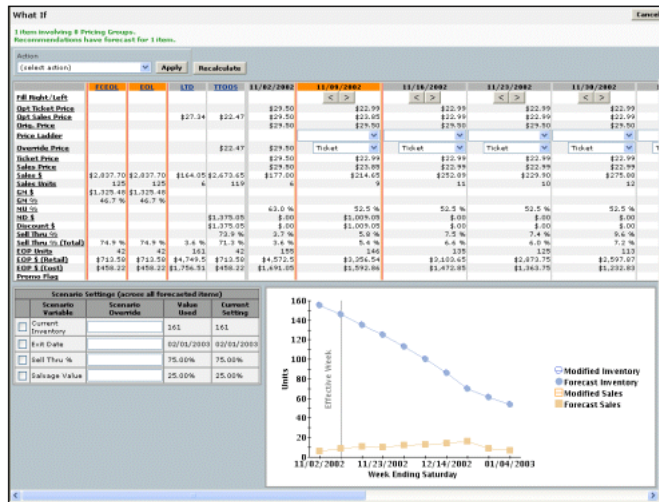 What If
Cancel
1 item involving 8 Pricing Groups.
Recommendations have forecast for 1 item.
Action
(select action) Apply Recalculate
FCEOL EOL LTD TTOOS 11/02/2002 11/09/2002 11/16/2002 11/23/2002 11/30/2002
Fill Right/Left < > < > < > < >
Opt Ticket Price $29.50 $22.99 $22.99 $22.99 $22.99
Opt Sales Price $27.34 $22.47 $29.50 $23.85 $22.99 $22.99 $22.99
Orig. Price $29.50 $29.50 $29.50 $29.50 $29.50
Price Ladder
Override Price $22.47 $29.50 Ticket Ticket Ticket Ticket
Ticket Price $29.50 $22.99 $22.99 $22.99 $22.99
Sales Price $29.50 $23.85 $22.99 $22.99 $22.99
Sales $ $2,837.70 $2,837.70 $164.05 $2,673.65 $177.00 $214.65 $252.89 $229.90 $275.88
Sales Units 125 125 6 119 6 9 11 10 12
GM $ $1,325.48 $1,325.48
GM % 46.7 % 46.7 %
MU % 63.0 % 52.5 % 52.5 % 52.5 % 52.5 %
MD $ $1,375.05 $.00 $1,009.05 $.00 $.00 $.00
Discount $ $1,375.05 $.00 $1,009.05 $.00 $.00 $.00
Sell Thru % 73.9 % 3.7 % 5.8 % 7.5 % 7.4 % 9.6 %
Sell Thru % (Total) 74.9 % 74.9 % 3.6 % 71.3 % 3.6 % 5.4 % 6.6 % 6.0 % 7.2 %
EOP Units 42 42 161 42 155 146 135 125 113
EOP $ (Retail) $713.58 $713.58 $4,749.5 $713.58 $4,572.5 $3,356.54 $3,103.65 $2,873.75 $2,597.87
EOP $ (Cost) $458.22 $458.22 $1,756.51 $458.22 $1,691.05 $1,592.86 $1,472.85 $1,363.75 $1,232.83
Promo Flag
Scenario Settings (across all forecasted items)
Scenario Variable Scenario Override Value Used Current Setting
Current Inventory 161 161
Exit Date 02/01/2003 02/01/2003
Sell Thru % 75.00% 75.00%
Salvage Value 25.00% 25.00%
160
140
120
100
80
60
40
20
0
Units
Effective Week
11/02/2002 11/23/2002 12/14/2002 01/04/2003
Week Ending Saturday
Modified Inventory
Forecast Inventory
Modified Sales
Forecast Sales